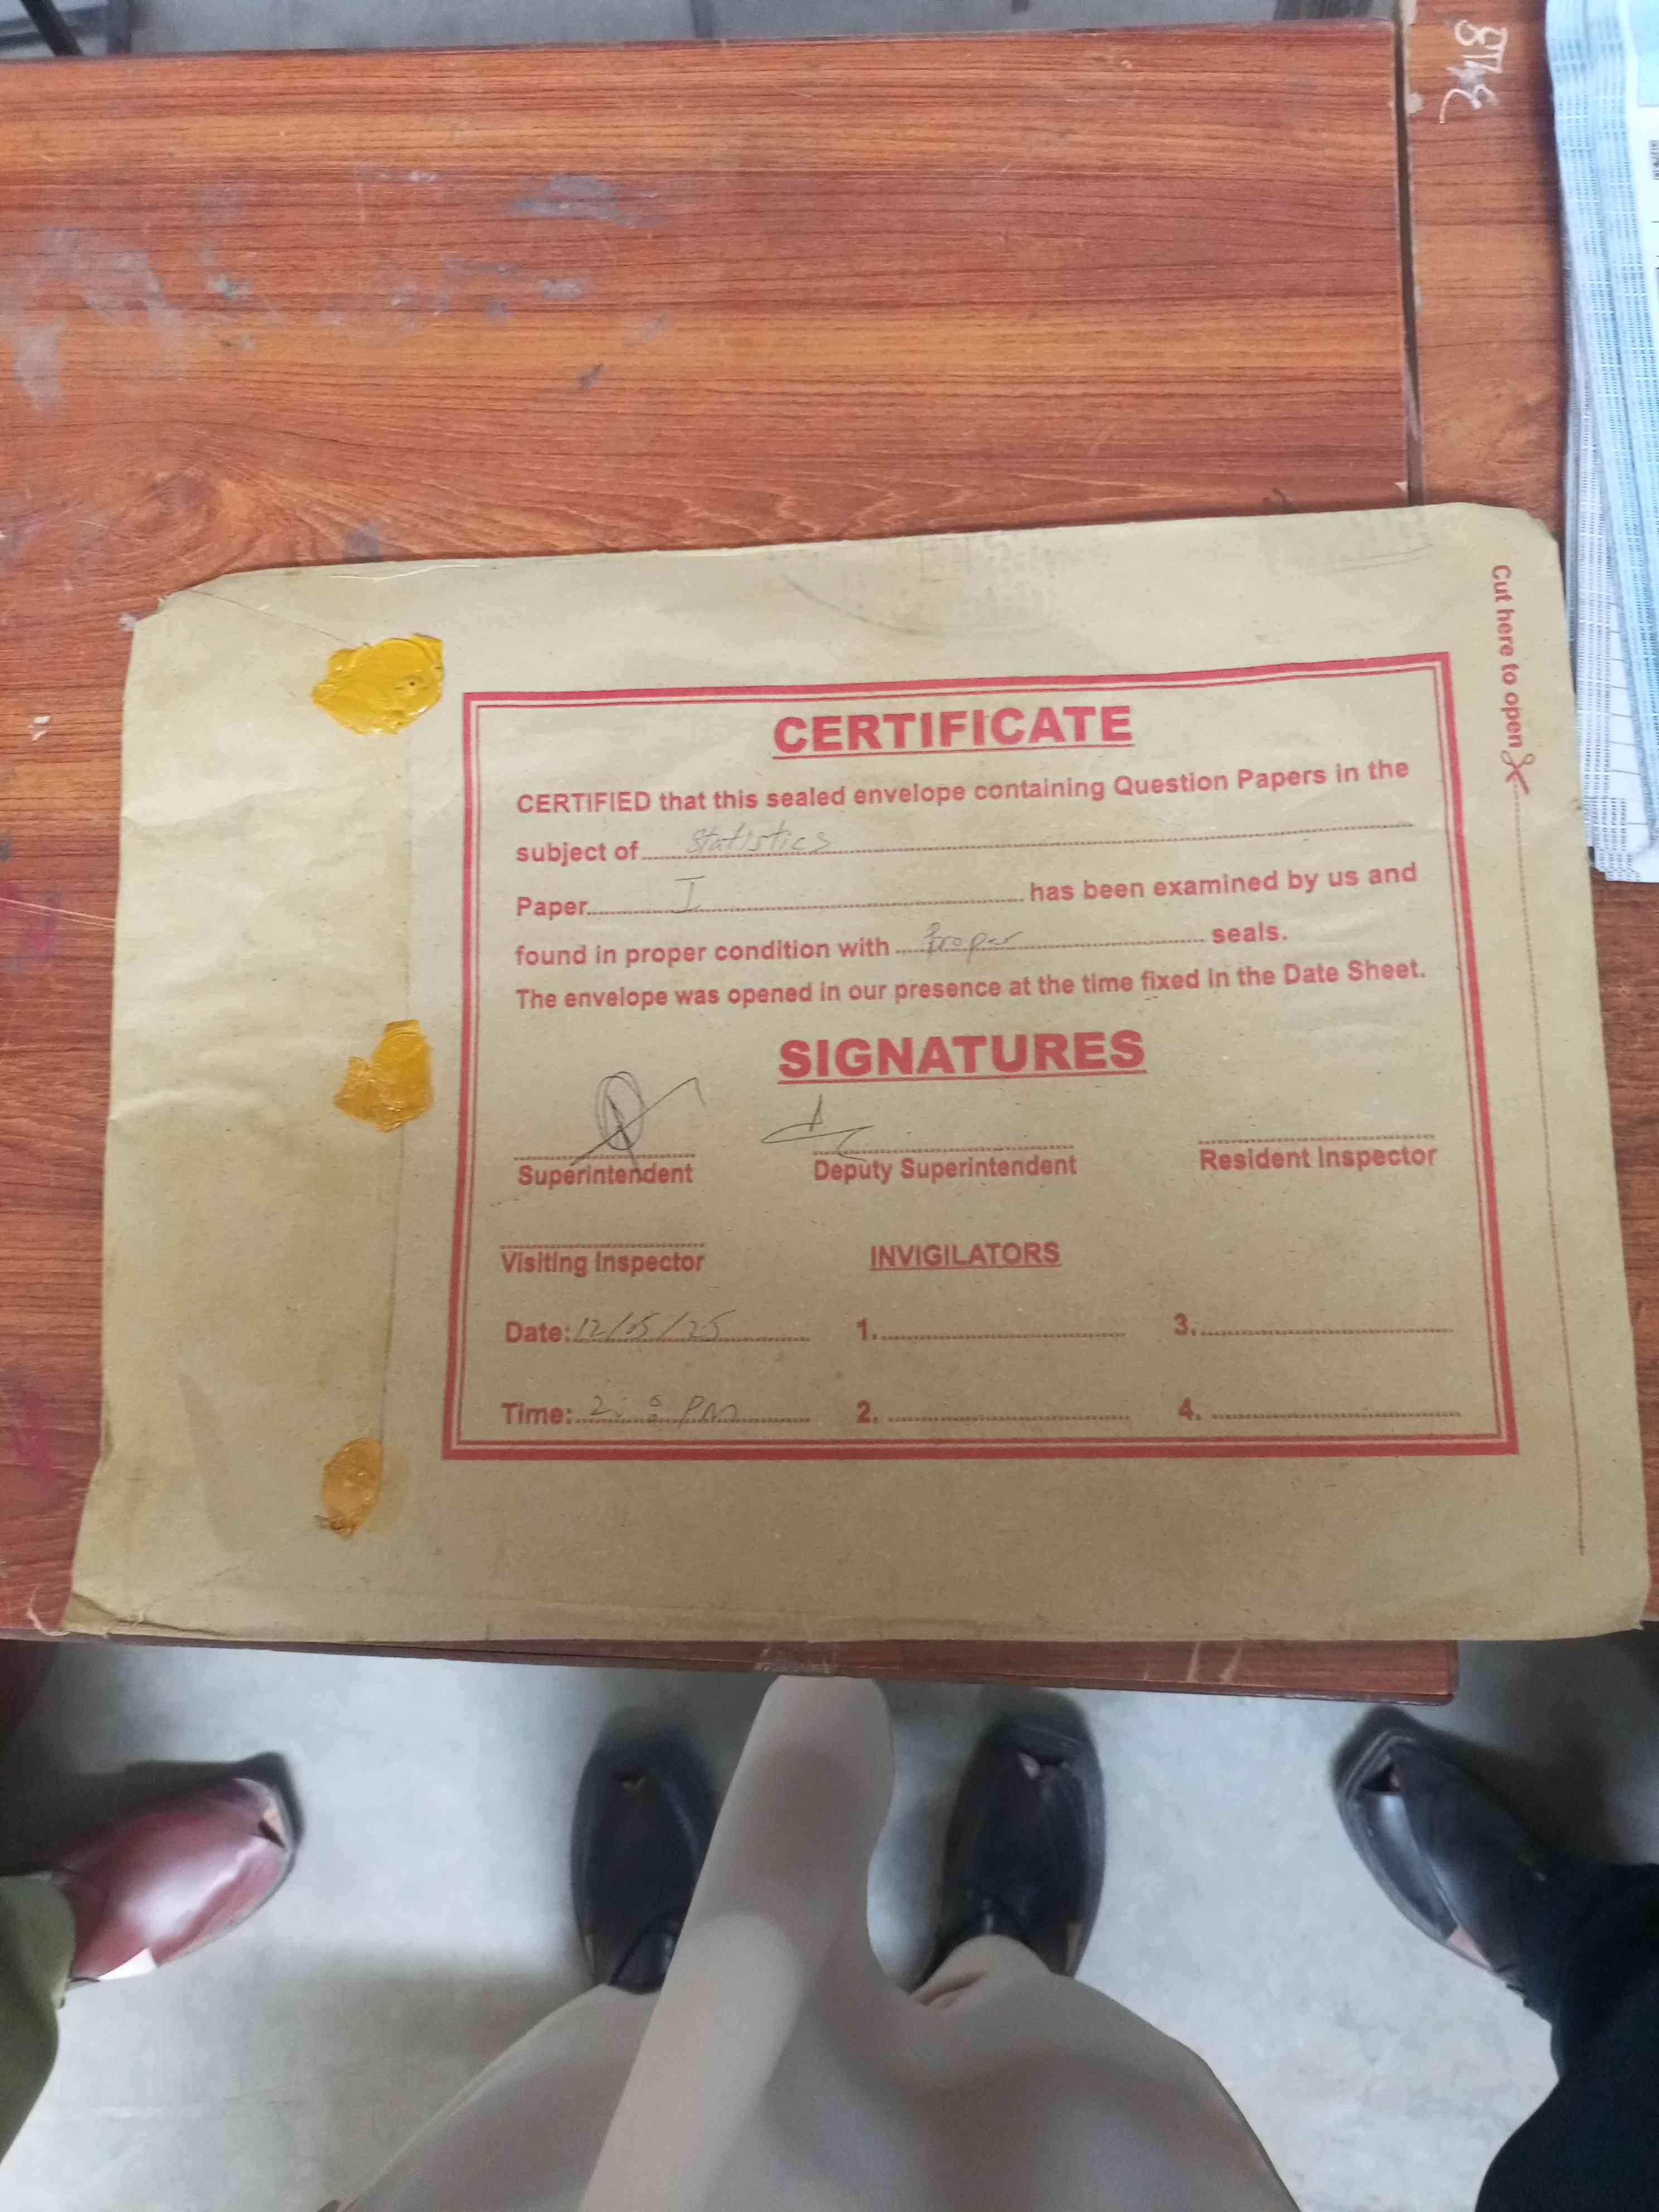 CERTIFICATE
CERTIFIED that this sealed envelope containing Question Papers in the
subject of Statistics
Paper I has been examined by us and
found in proper condition with Proper seals.
The envelope was opened in our presence at the time fixed in the Date Sheet.
SIGNATURES
Superintendent Deputy Superintendent Resident Inspector
Visiting Inspector INVIGILATORS
Date: 12/05/25 1. 3.
Time: PM 2. 4.
Cut here to open